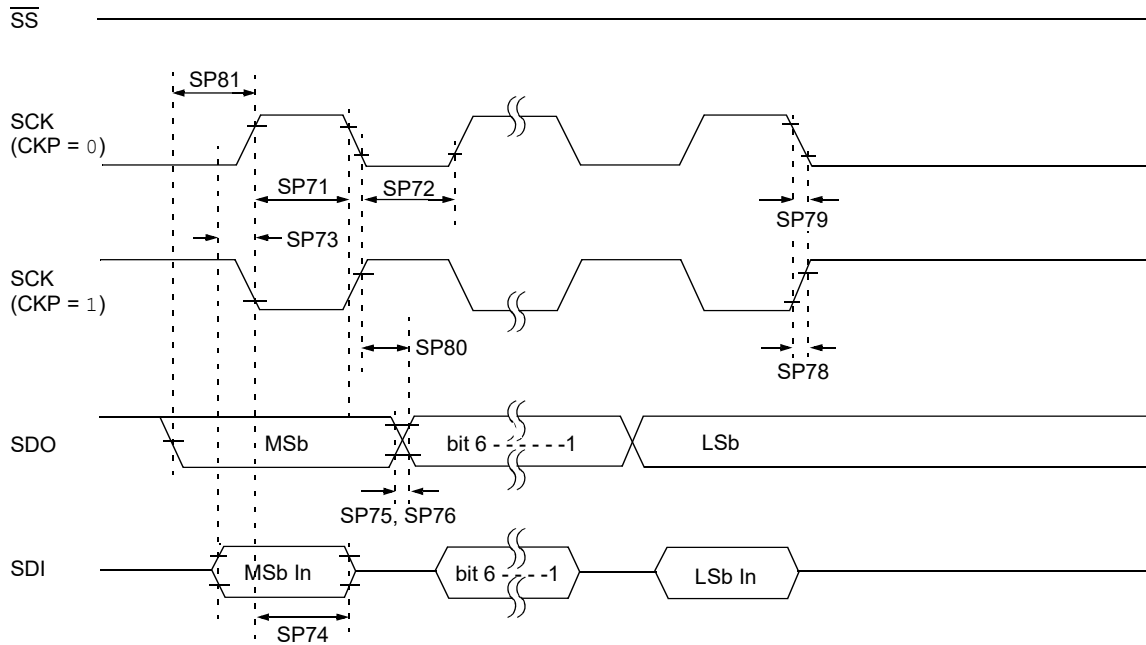 SS
SP81
SCK
(CKP = 0)
SP71
SP72
SP79
SP73
SCK
(CKP = 1)
SP80
SP78
SDO
MSb
bit 6 - - - - - - -1
LSb
SP75, SP76
SDI
MSb In
bit 6 - - - - -1
LSb In
SP74